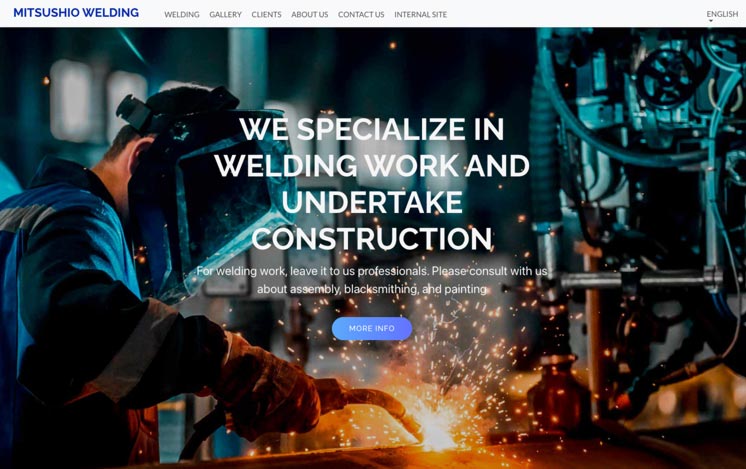 MITSUSHIO WELDING WELDING GALLERY CLIENTS ABOUT US CONTACT US INTERNAL SITE ENGLISH
WE SPECIALIZE IN
WELDING WORK AND
UNDERTAKE
CONSTRUCTION
For welding work, leave it to us professionals. Please consult with us
about assembly, blacksmithing, and painting
MORE INFO